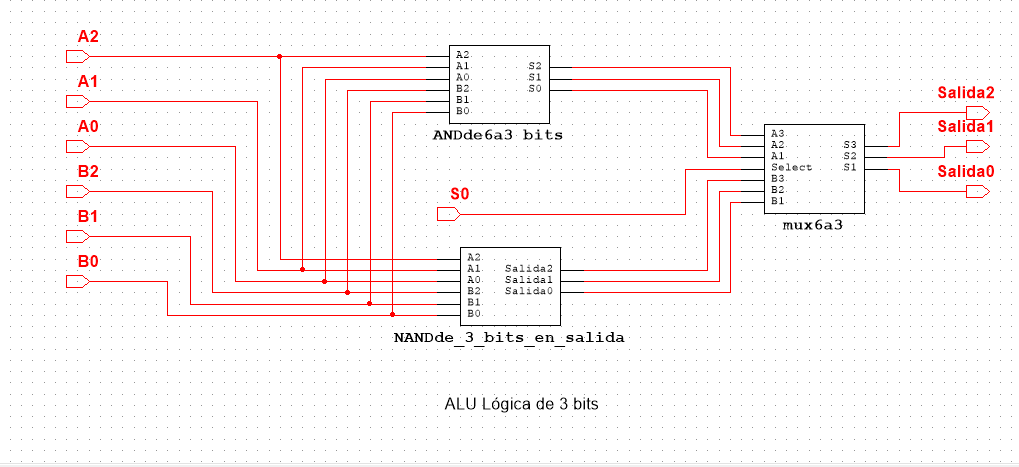 A2
A1
A0
B2
B1
B0
A2
A1
A0
B2
B1
B0
S2
S1
S0
ANDde6a3 bits
S0
A2
A1
A0
B2
B1
B0
Salida2
Salida1
Salida0
NANDde_3_bits_en_salida
A3
A2
A1
Select
B3
B2
B1
S3
S2
S1
mux6a3
Salida2
Salida1
Salida0
ALU Lógica de 3 bits